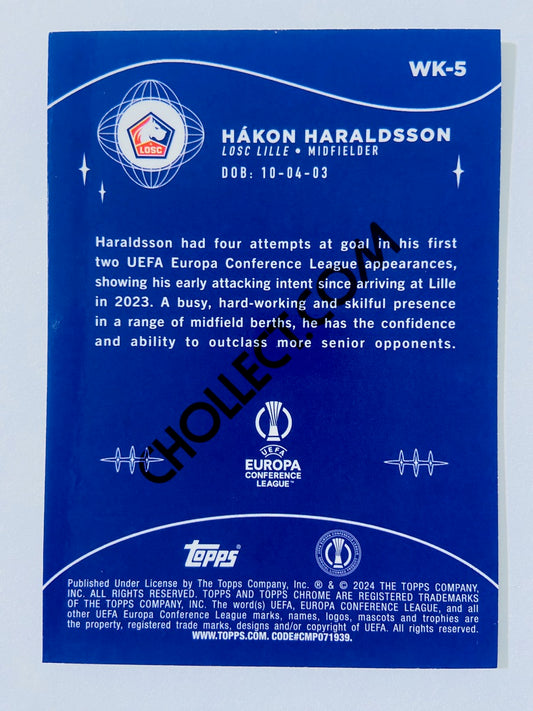 WK-5
LOSC
HÁKON HARALDSSON
LOSC LILLE • MIDFIELDER
DOB: 10-04-03
Haraldsson had four attempts at goal in his first
two UEFA Europa Conference League appearances,
showing his early attacking intent since arriving at Lille
in 2023. A busy, hard-working and skilful presence
in a range of midfield berths, he has the confidence
and ability to outclass more senior opponents.
CHOLLECT.COM
UEFA
EUROPA
CONFERENCE
LEAGUE™
topps®
Published Under License by The Topps Company, Inc. ® & © 2024 THE TOPPS COMPANY,
INC. ALL RIGHTS RESERVED. TOPPS AND TOPPS CHROME ARE REGISTERED TRADEMARKS
OF THE TOPPS COMPANY, INC. The word(s) UEFA, EUROPA CONFERENCE LEAGUE, and all
other UEFA Europa Conference League marks, names, logos, mascots and trophies are
the property, registered trade marks, designs and/or copyright of UEFA. All rights reserved.
WWW.TOPPS.COM. CODE#CMP071939.